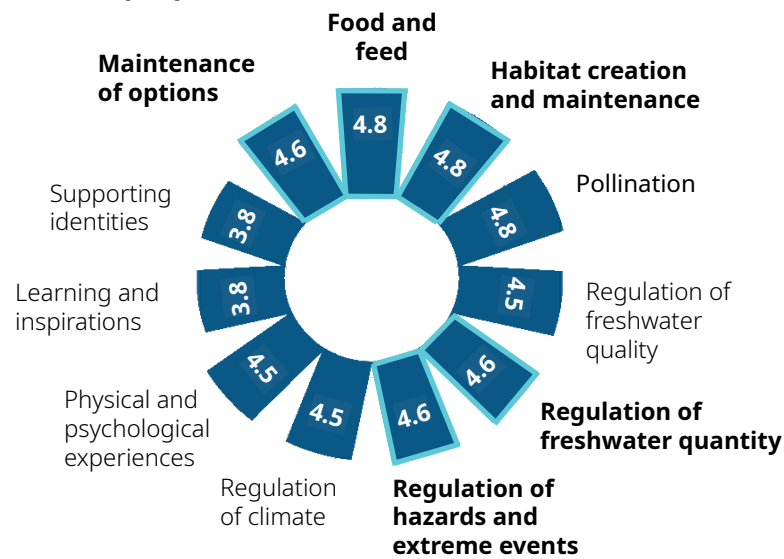 Food and
feed
4.8
Habitat creation
and maintenance
4.8
Pollination
4.8
Regulation of
freshwater
quality
4.5
Regulation of
freshwater quantity
4.6
Regulation of
hazards and
extreme events
4.6
Regulation
of climate
4.5
Physical and
psychological
experiences
4.5
Learning and
inspirations
3.8
Supporting
identities
3.8
Maintenance
of options
4.6